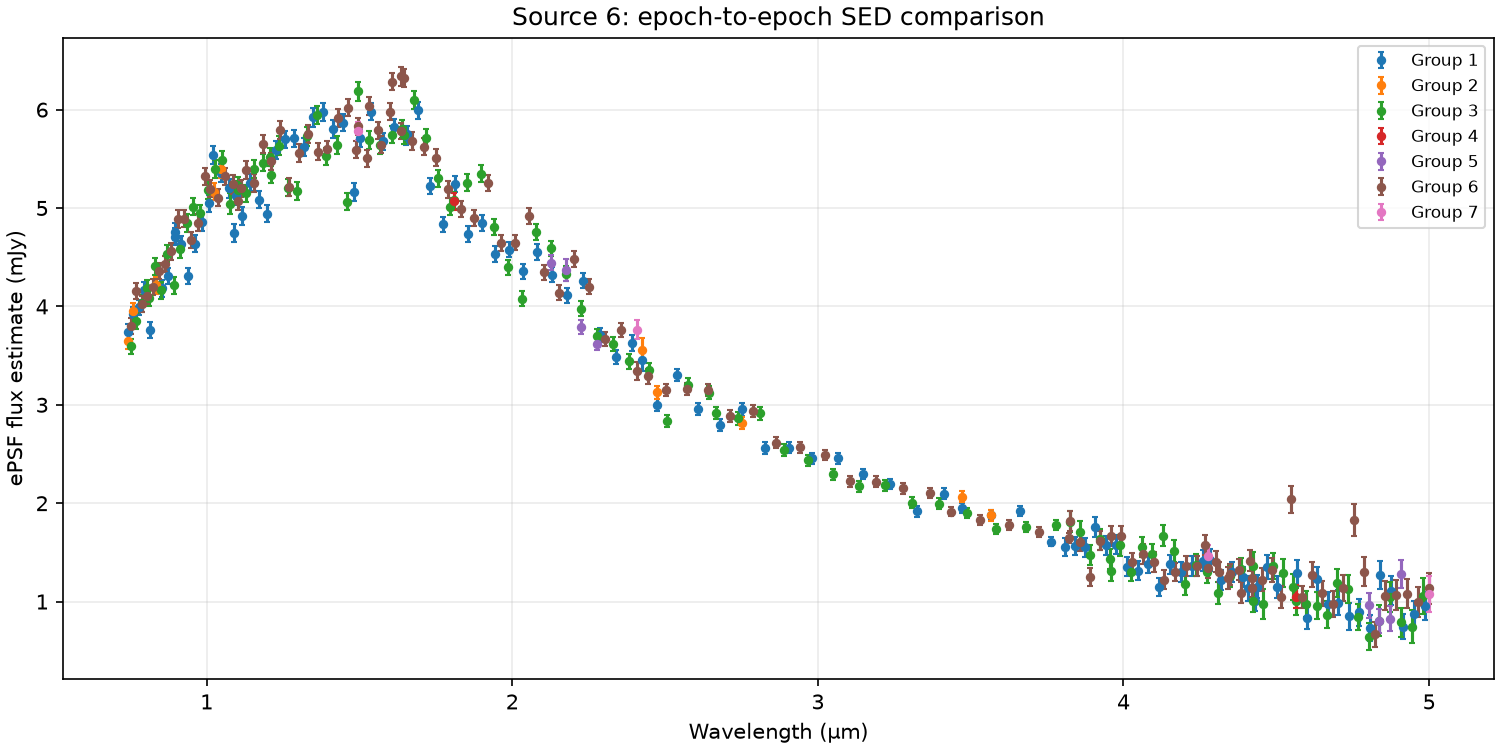 Source 6: epoch-to-epoch SED comparison
ePSF flux estimate (mJy)
6
5
4
3
2
1
Group 1
Group 2
Group 3
Group 4
Group 5
Group 6
Group 7
1 2 3 4 5
Wavelength (µm)